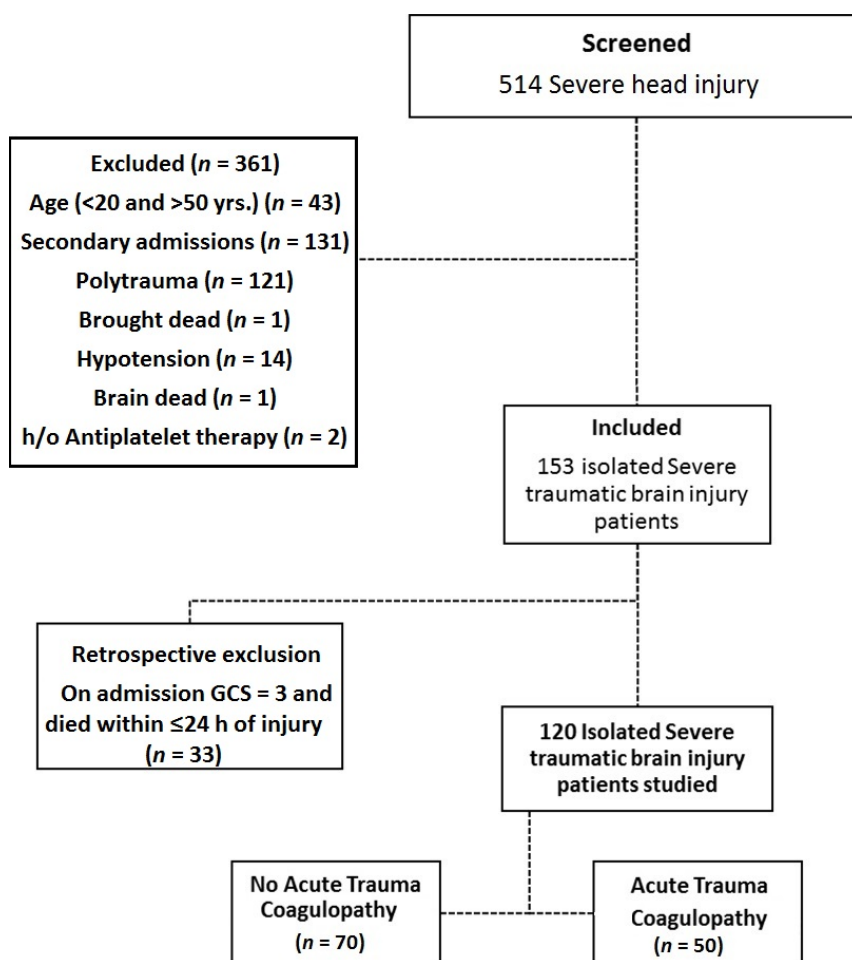 Screened
514 Severe head injury
Excluded (n = 361)
Age (<20 and >50 yrs.) (n = 43)
Secondary admissions (n = 131)
Polytrauma (n = 121)
Brought dead (n = 1)
Hypotension (n = 14)
Brain dead (n = 1)
h/o Antiplatelet therapy (n = 2)
Included
153 isolated Severe
traumatic brain injury
patients
Retrospective exclusion
On admission GCS = 3 and
died within ≤24 h of injury
(n = 33)
120 Isolated Severe
traumatic brain injury
patients studied
No Acute Trauma
Coagulopathy
(n = 70)
Acute Trauma
Coagulopathy
(n = 50)